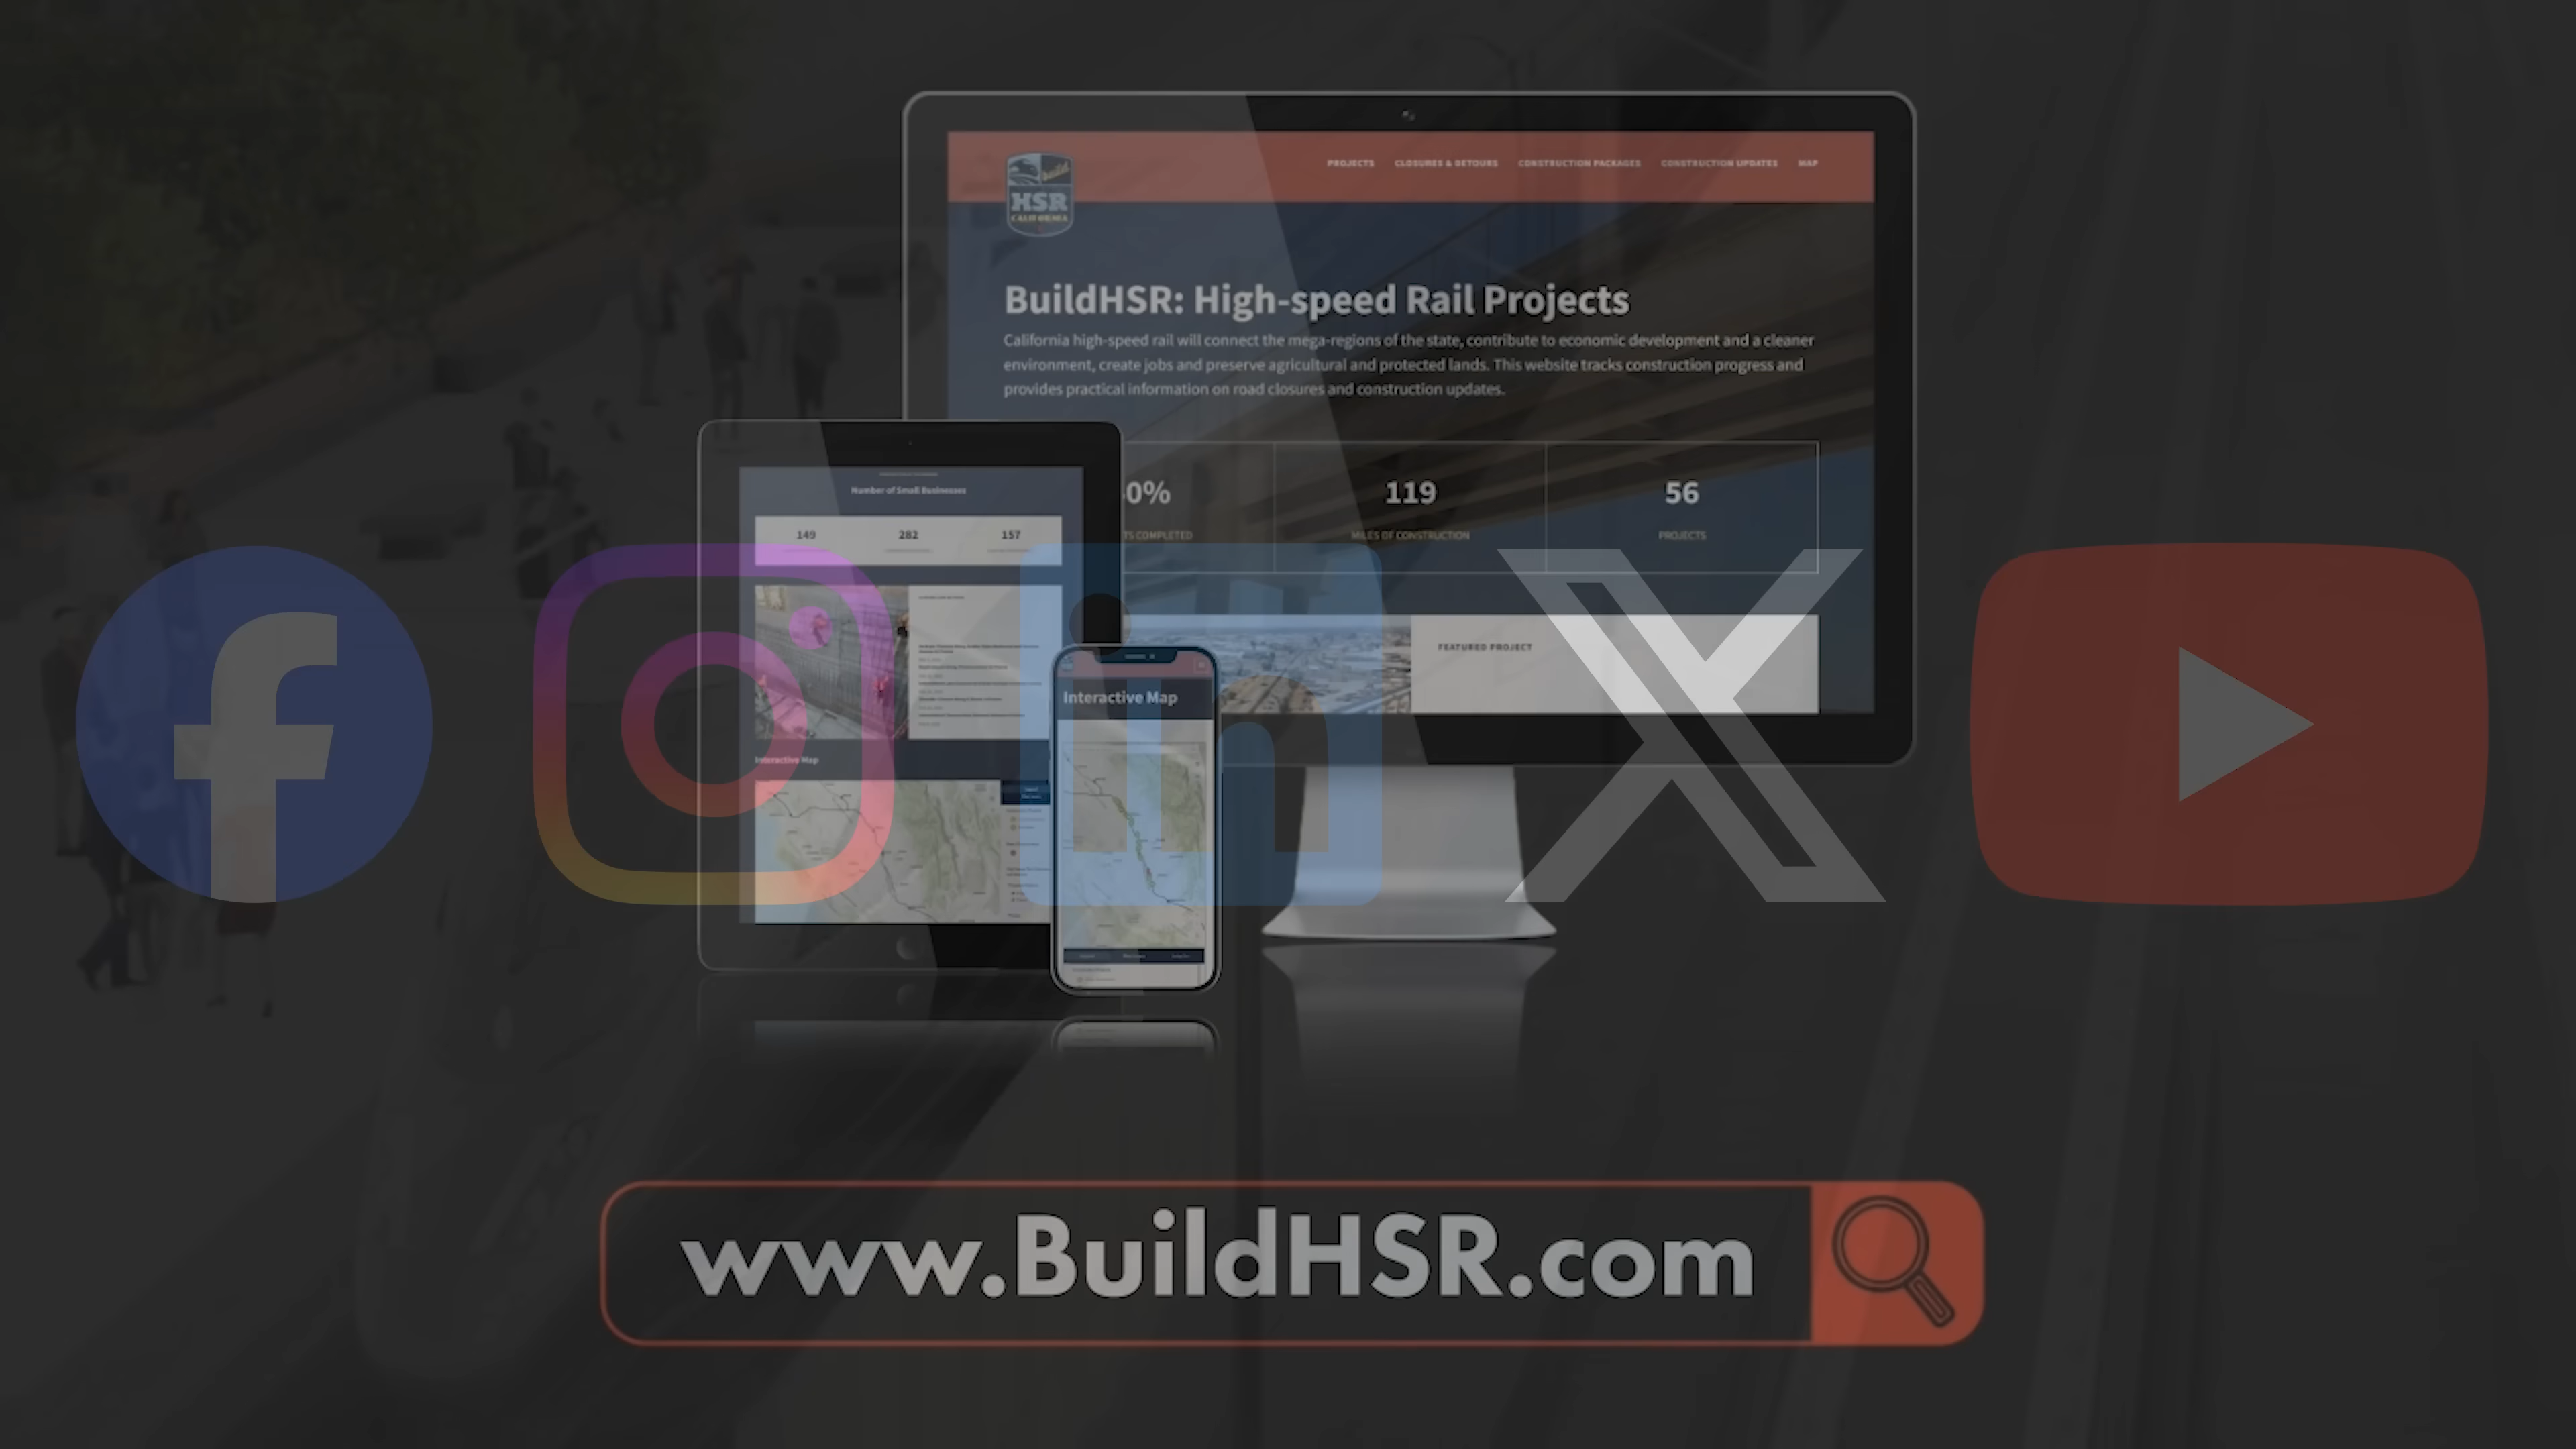 PROJECTS CLOSURES & DETOURS CONSTRUCTION PACKAGES CONSTRUCTION UPDATES MAP
build
HSR
CALIFORNIA
BuildHSR: High-speed Rail Projects
California high-speed rail will connect the mega-regions of the state, contribute to economic development and a cleaner
environment, create jobs and preserve agricultural and protected lands. This website tracks construction progress and
provides practical information on road closures and construction updates.
0% 119 56
COMPLETED MILES OF CONSTRUCTION PROJECTS
FEATURED PROJECT
Number of Small Businesses
149 282 157
Interactive Map
Interactive Map
f
in
X
www.BuildHSR.com